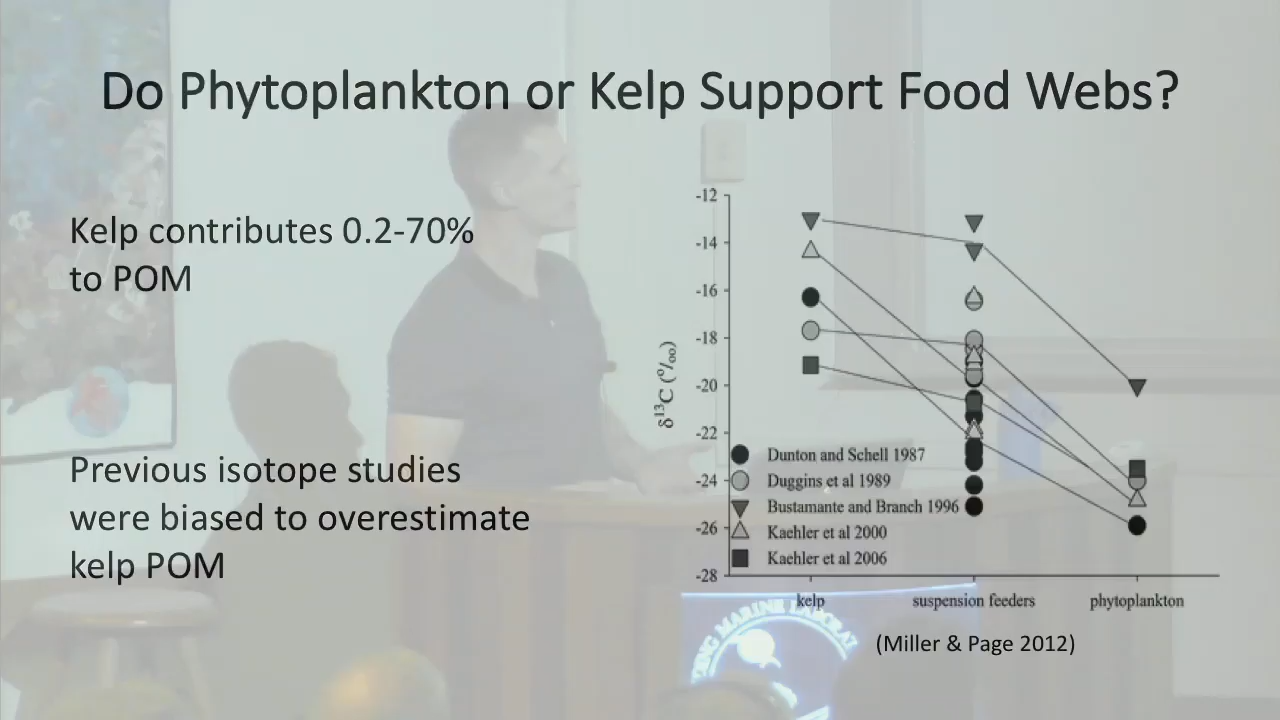 Do Phytoplankton or Kelp Support Food Webs?
Kelp contributes 0.2-70%
to POM
Previous isotope studies
were biased to overestimate
kelp POM
-12
-14
-16
-18
-20
-22
-24
-26
-28
δ¹³C (⁰/₀₀)
Dunton and Schell 1987
Duggins et al 1989
Bustamante and Branch 1996
Kaehler et al 2000
Kaehler et al 2006
kelp
suspension feeders
phytoplankton
(Miller & Page 2012)
MARINE